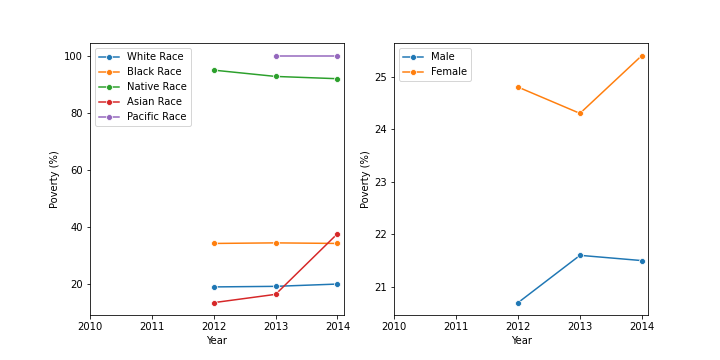 White Race
Black Race
Native Race
Asian Race
Pacific Race
100
80
60
40
20
Poverty (%)
2010 2011 2012 2013 2014
Year
Male
Female
25
24
23
22
21
Poverty (%)
2010 2011 2012 2013 2014
Year